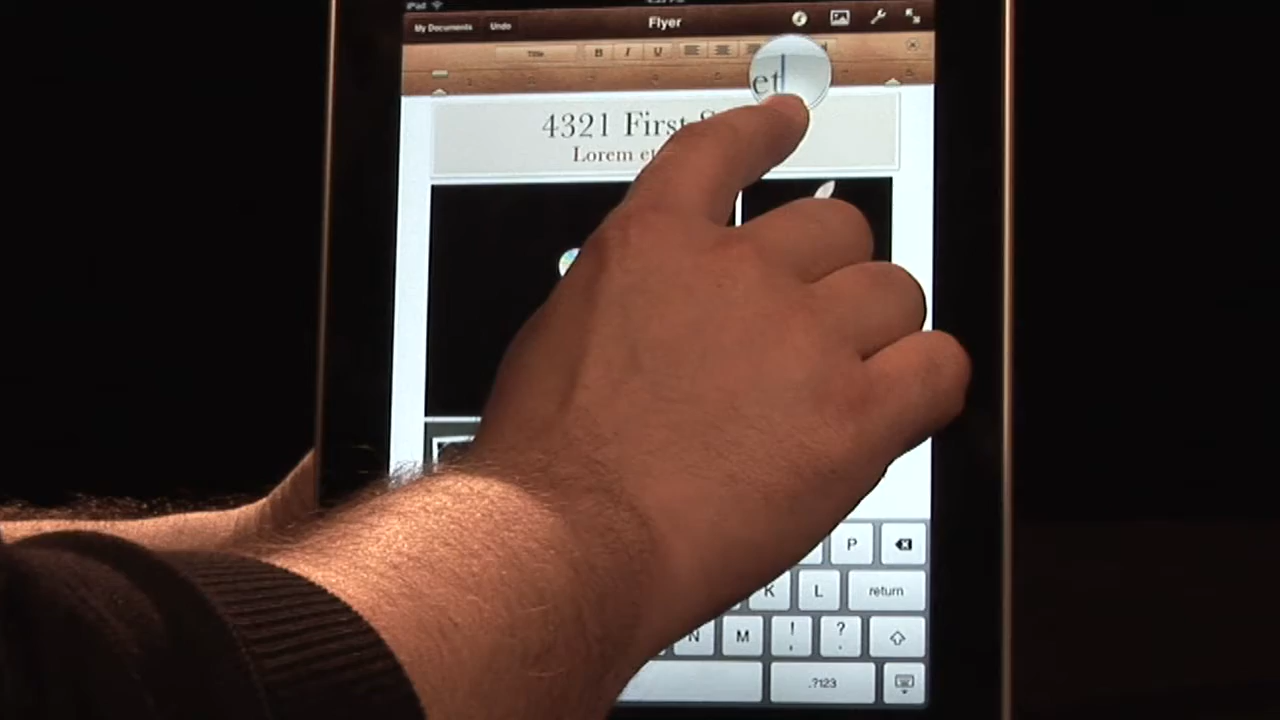 iPad
My Documents Undo Flyer
Title B I U
et
4321 First S
Lorem et
P
K L return
N M ! , ? .
.?123